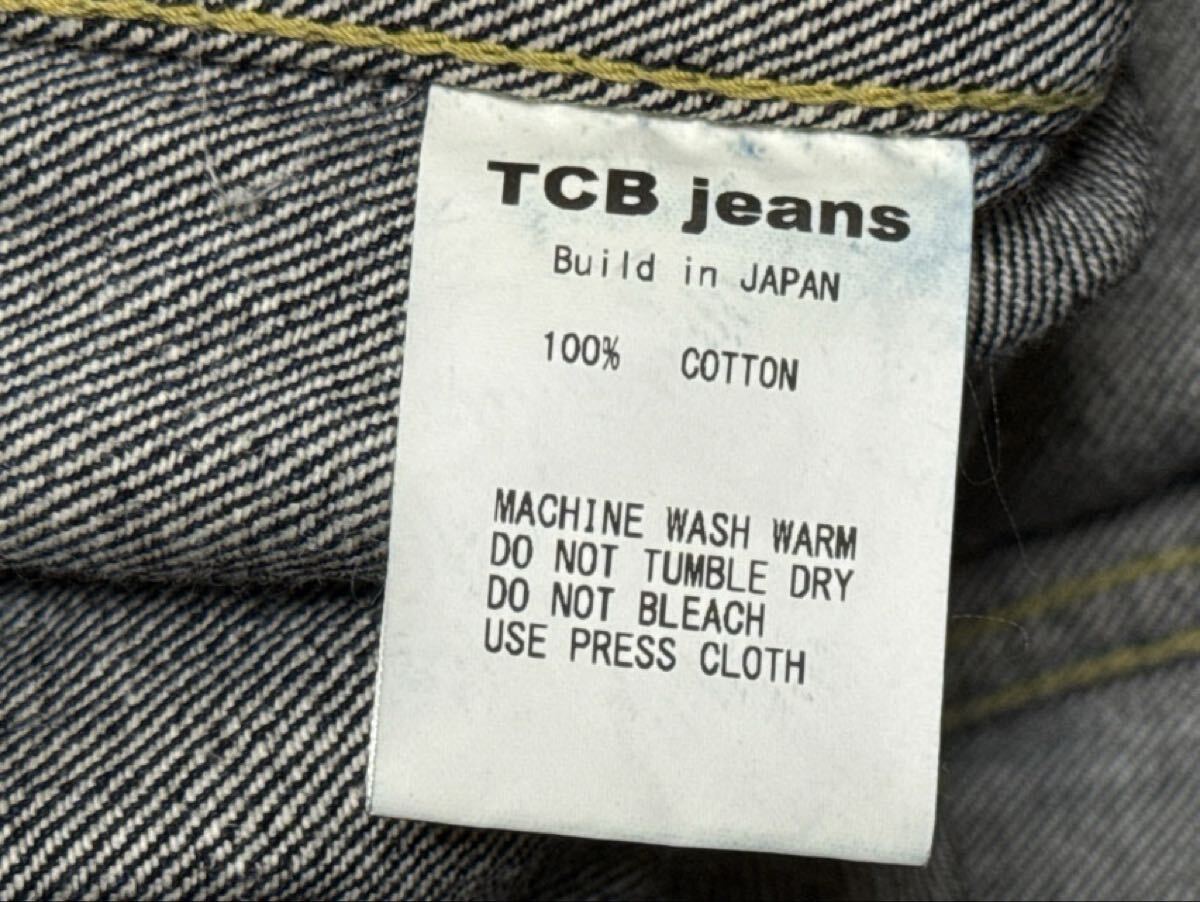 TCB jeans
Build in JAPAN
100% COTTON
MACHINE WASH WARM
DO NOT TUMBLE DRY
DO NOT BLEACH
USE PRESS CLOTH